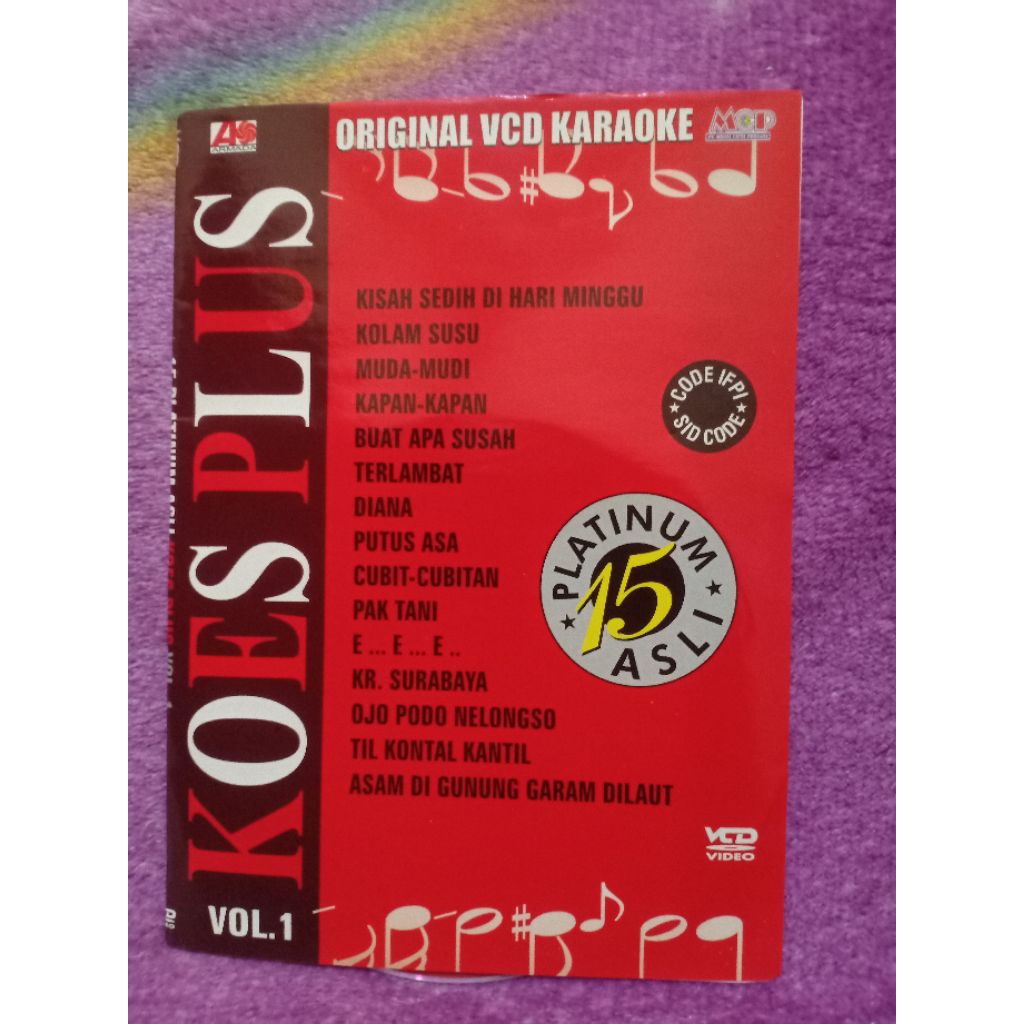 ARMADA
ORIGINAL VCD KARAOKE
MCP
KOES PLUS
VOL.1
KISAH SEDIH DI HARI MINGGU
KOLAM SUSU
MUDA-MUDI
KAPAN-KAPAN
BUAT APA SUSAH
TERLAMBAT
DIANA
PUTUS ASA
CUBIT-CUBITAN
PAK TANI
E ... E ... E ..
KR. SURABAYA
OJO PODO NELONGSO
TIL KONTAL KANTIL
ASAM DI GUNUNG GARAM DILAUT
CODE IFPI
SID CODE
PLATINUM
15
ASLI
VCD
VIDEO